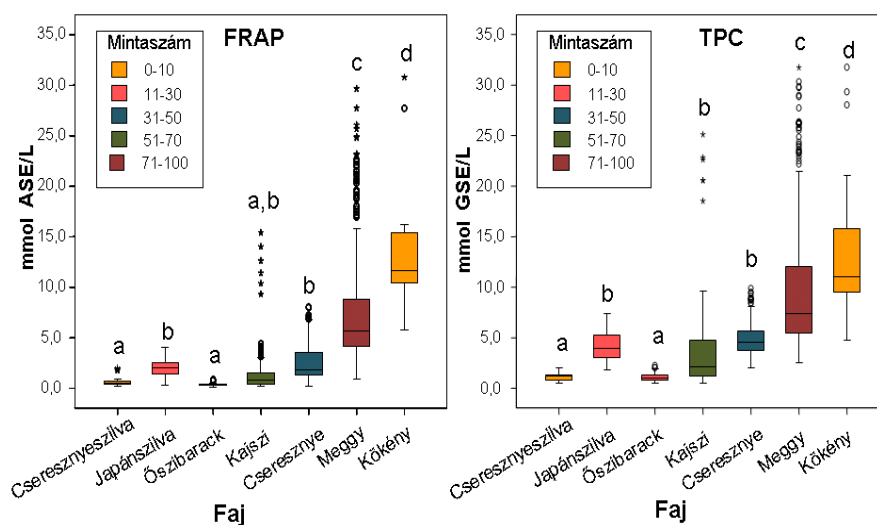 FRAP
mmol ASE/L
35,0
30,0
25,0
20,0
15,0
10,0
5,0
0,0
Mintaszám
0-10
11-30
31-50
51-70
71-100
a
b
a
a,b
b
c
d
Cseresznyeszilva
Japánszilva
Őszibarack
Kajszi
Cseresznye
Meggy
Kökény
Faj
TPC
mmol GSE/L
35,0
30,0
25,0
20,0
15,0
10,0
5,0
0,0
Mintaszám
0-10
11-30
31-50
51-70
71-100
a
b
a
b
b
c
d
Cseresznyeszilva
Japánszilva
Őszibarack
Kajszi
Cseresznye
Meggy
Kökény
Faj